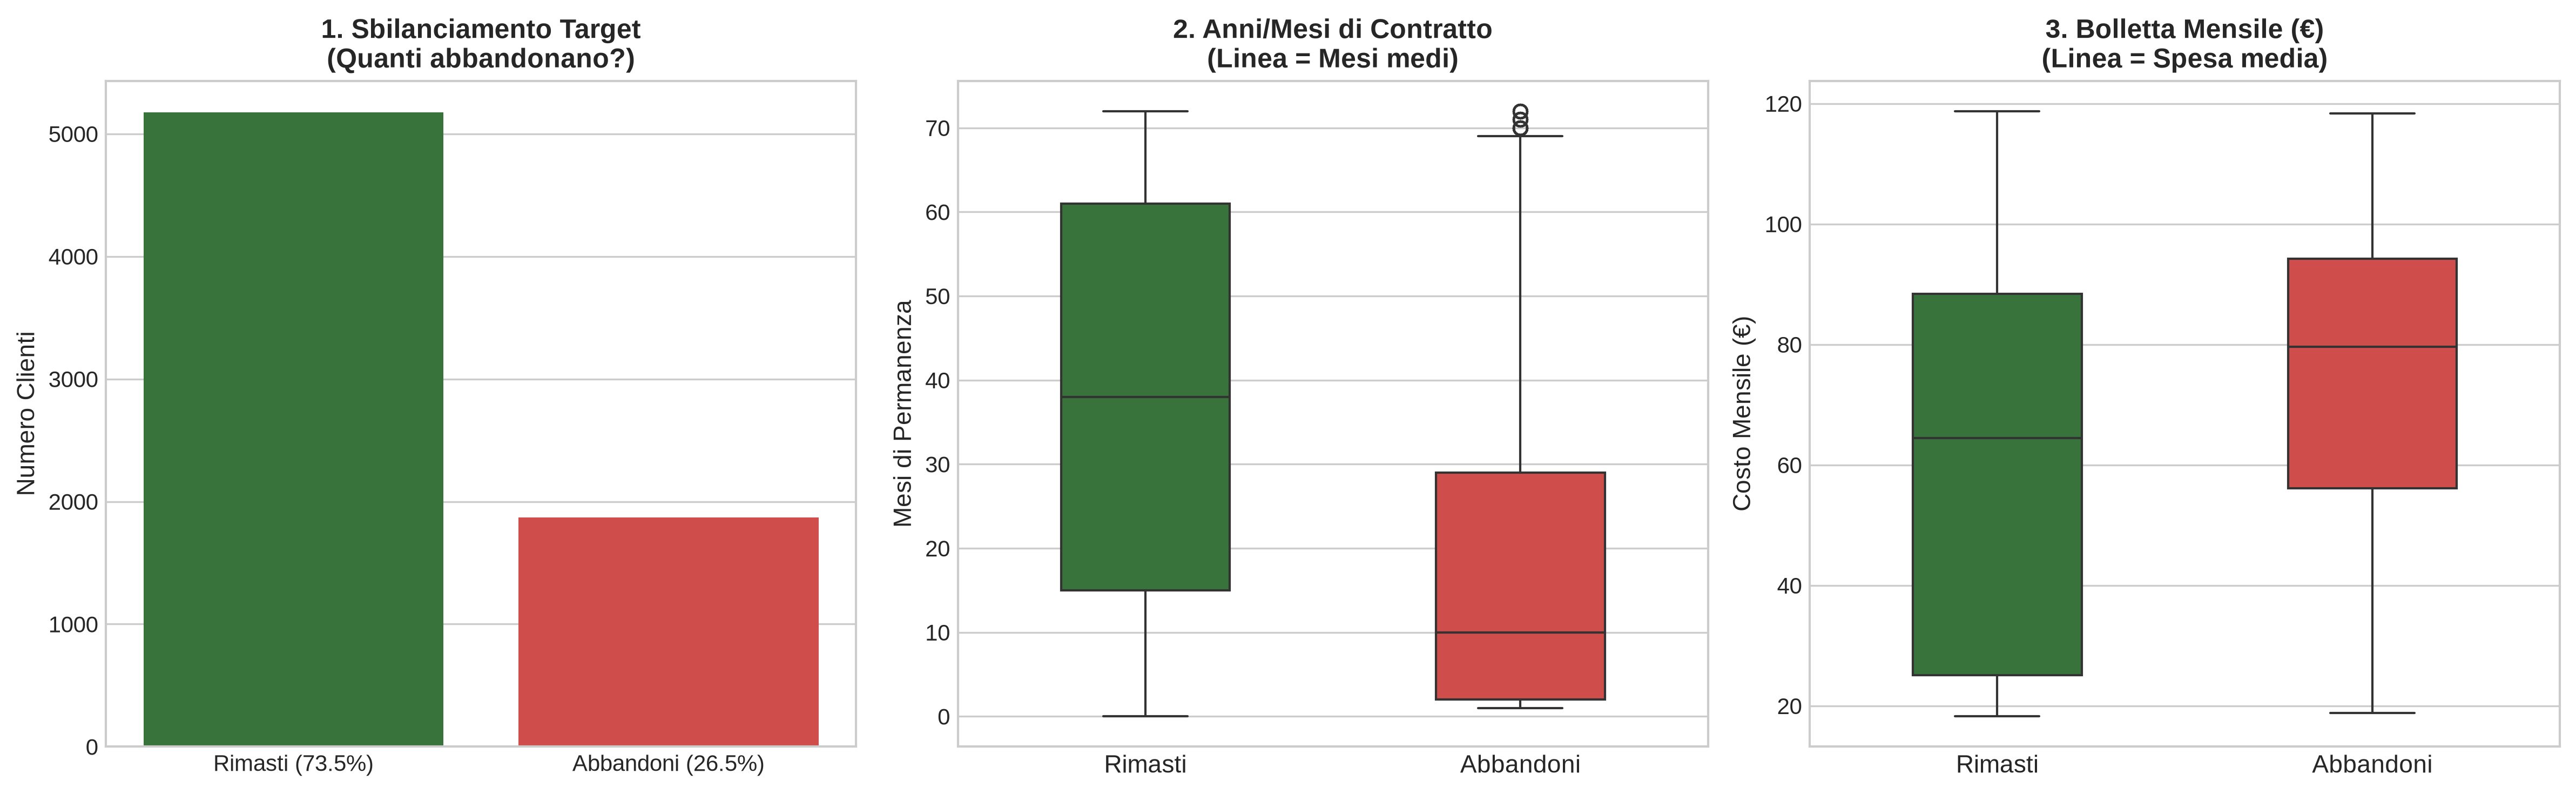 1. Sbilanciamento Target
(Quanti abbandonano?)
Numero Clienti
5000
4000
3000
2000
1000
0
Rimasti (73.5%)
Abbandoni (26.5%)
2. Anni/Mesi di Contratto
(Linea = Mesi medi)
Mesi di Permanenza
70
60
50
40
30
20
10
0
Rimasti
Abbandoni
3. Bolletta Mensile (€)
(Linea = Spesa media)
Costo Mensile (€)
120
100
80
60
40
20
Rimasti
Abbandoni